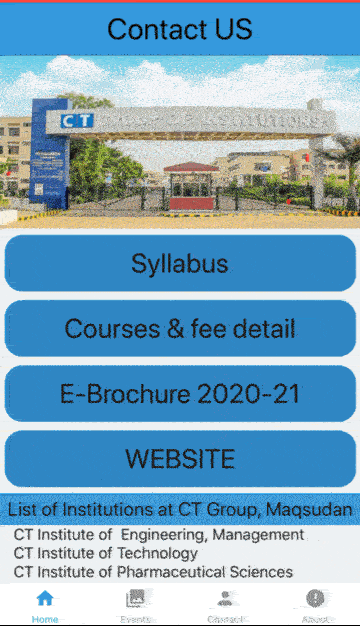 Contact US
CT GROUP OF INSTITUTIONS
Syllabus
Courses & fee detail
E-Brochure 2020-21
WEBSITE
List of Institutions at CT Group, Maqsudan
CT Institute of Engineering, Management
CT Institute of Technology
CT Institute of Pharmaceutical Sciences
Home
Events
Contact
About